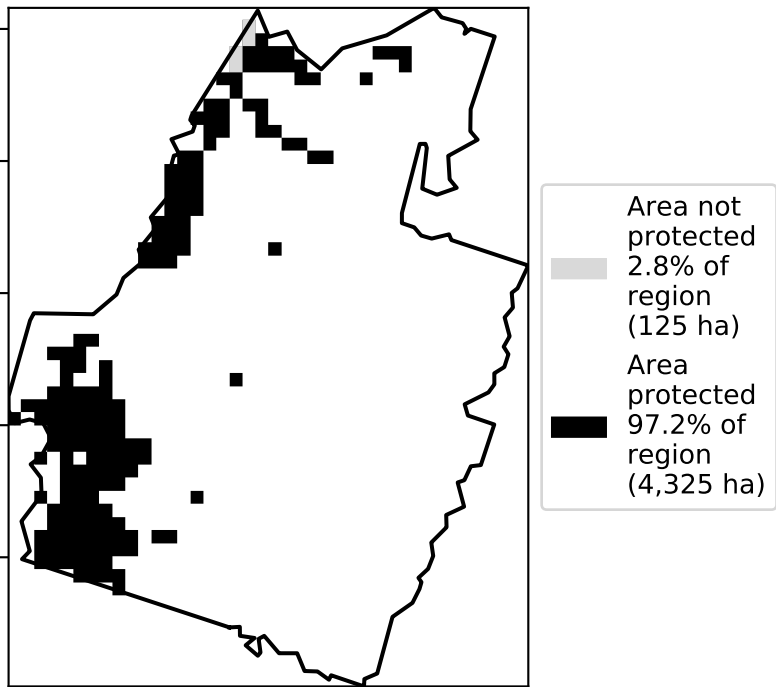 Area not
protected
2.8% of
region
(125 ha)
Area
protected
97.2% of
region
(4,325 ha)